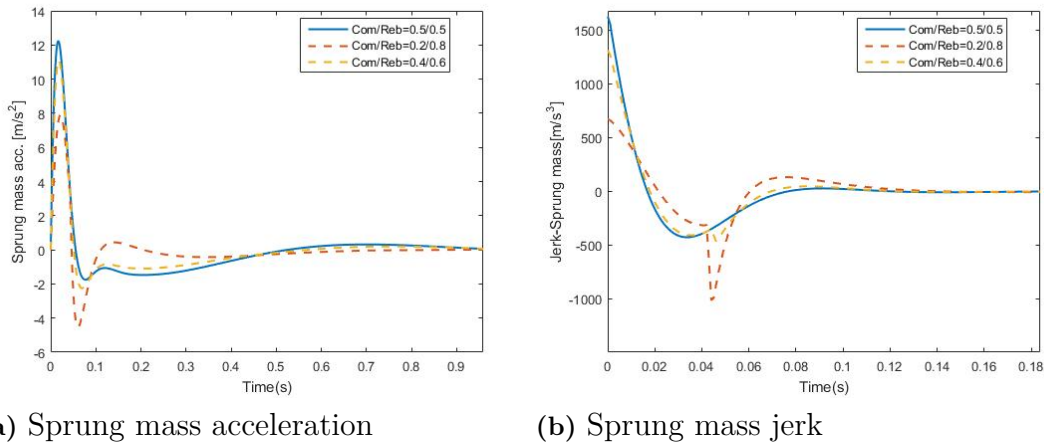 14
12
10
8
6
4
2
0
-2
-4
-6
Sprung mass acc. [m/s²]
Com/Reb=0.5/0.5
Com/Reb=0.2/0.8
Com/Reb=0.4/0.6
0 0.1 0.2 0.3 0.4 0.5 0.6 0.7 0.8 0.9
Time(s)
) Sprung mass acceleration
1500
1000
500
0
-500
-1000
Jerk-Sprung mass[m/s³]
Com/Reb=0.5/0.5
Com/Reb=0.2/0.8
Com/Reb=0.4/0.6
0 0.02 0.04 0.06 0.08 0.1 0.12 0.14 0.16 0.18
Time(s)
(b) Sprung mass jerk